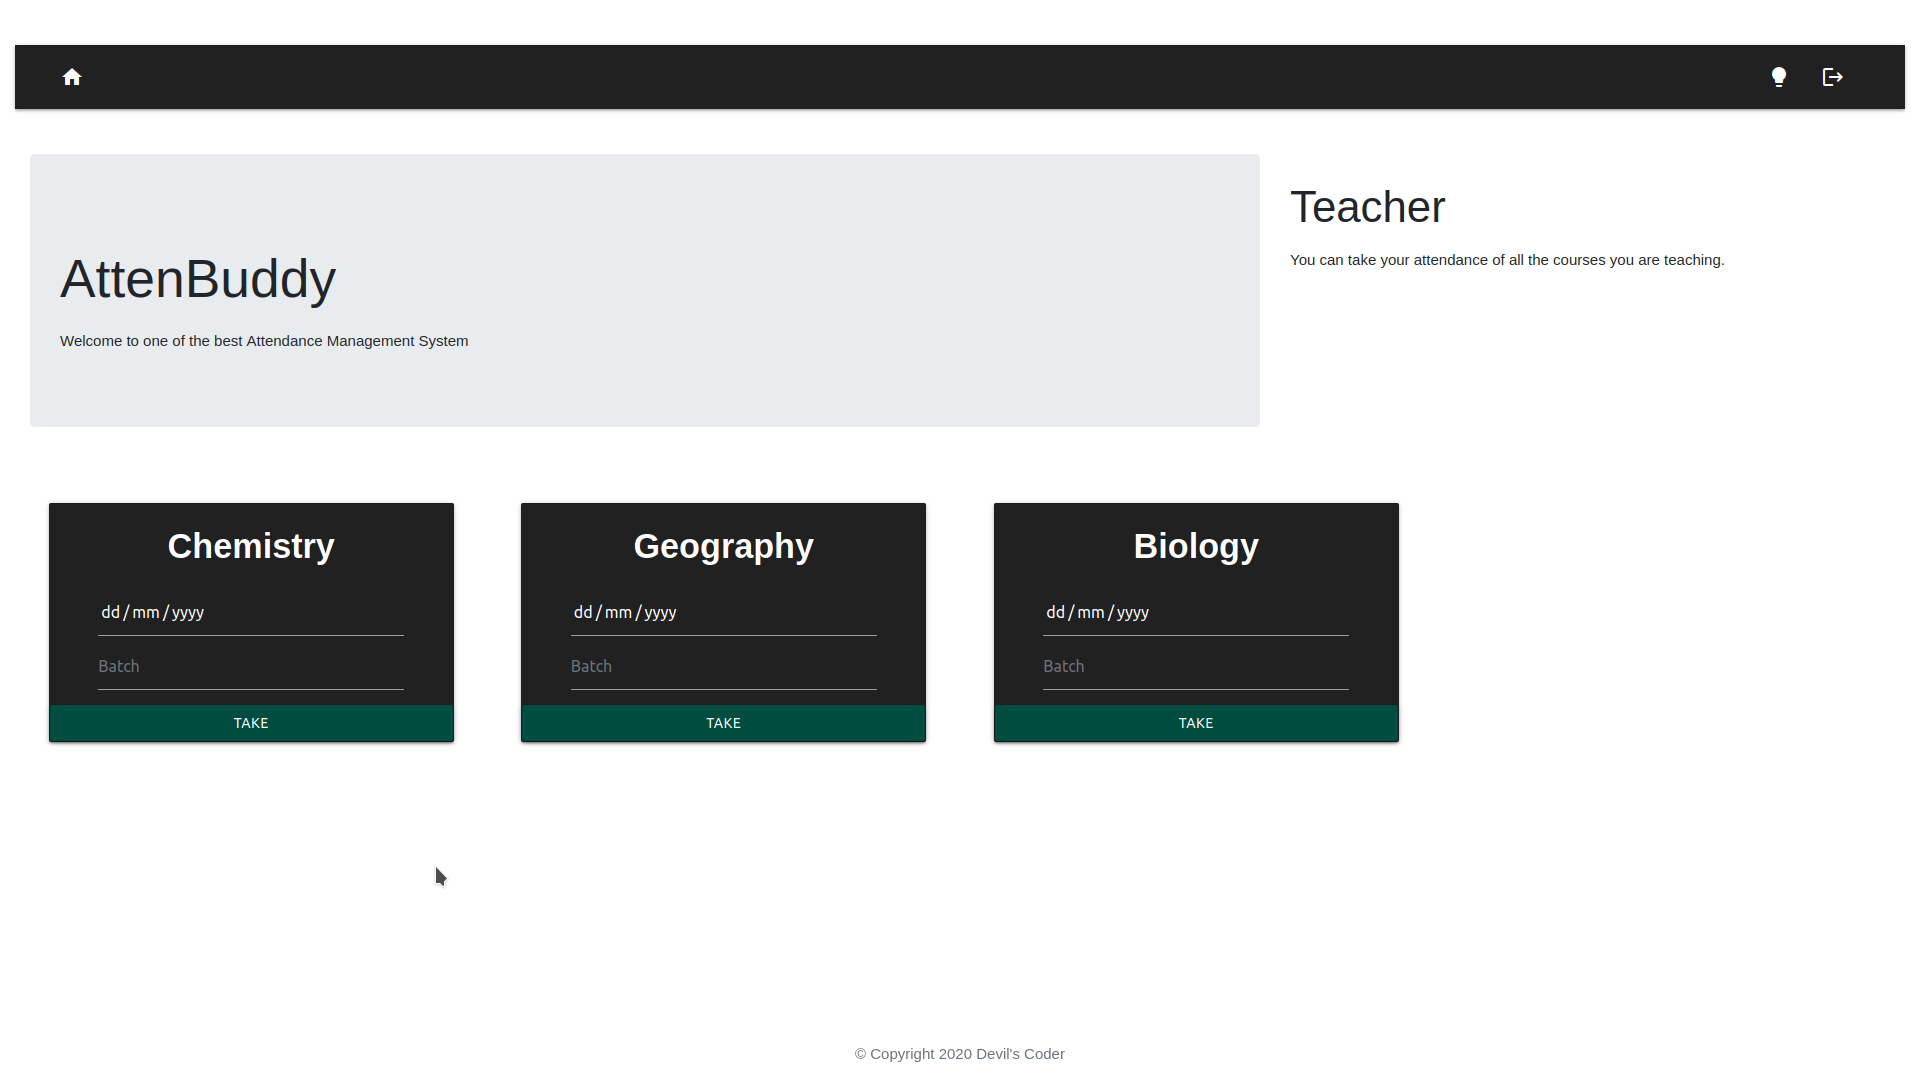 AttenBuddy
Welcome to one of the best Attendance Management System
Teacher
You can take your attendance of all the courses you are teaching.
Chemistry
dd/mm/yyyy
Batch
TAKE
Geography
dd/mm/yyyy
Batch
TAKE
Biology
dd/mm/yyyy
Batch
TAKE
© Copyright 2020 Devil's Coder